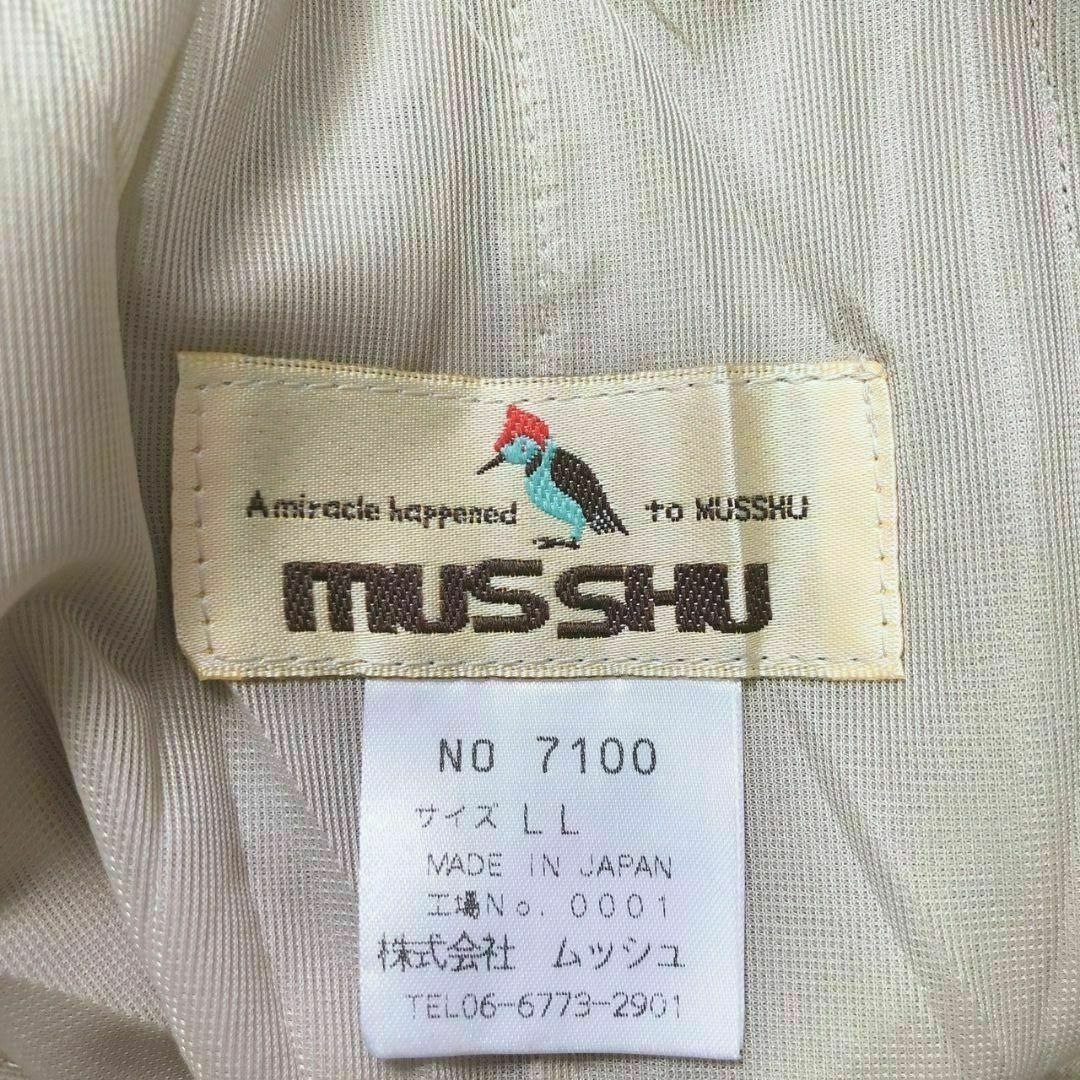 A miracle happened to MUSSHU
MUSSHU
NO 7100
サイズ LL
MADE IN JAPAN
工場No. 0001
株式会社 ムッシュ
TEL06-6773-2901